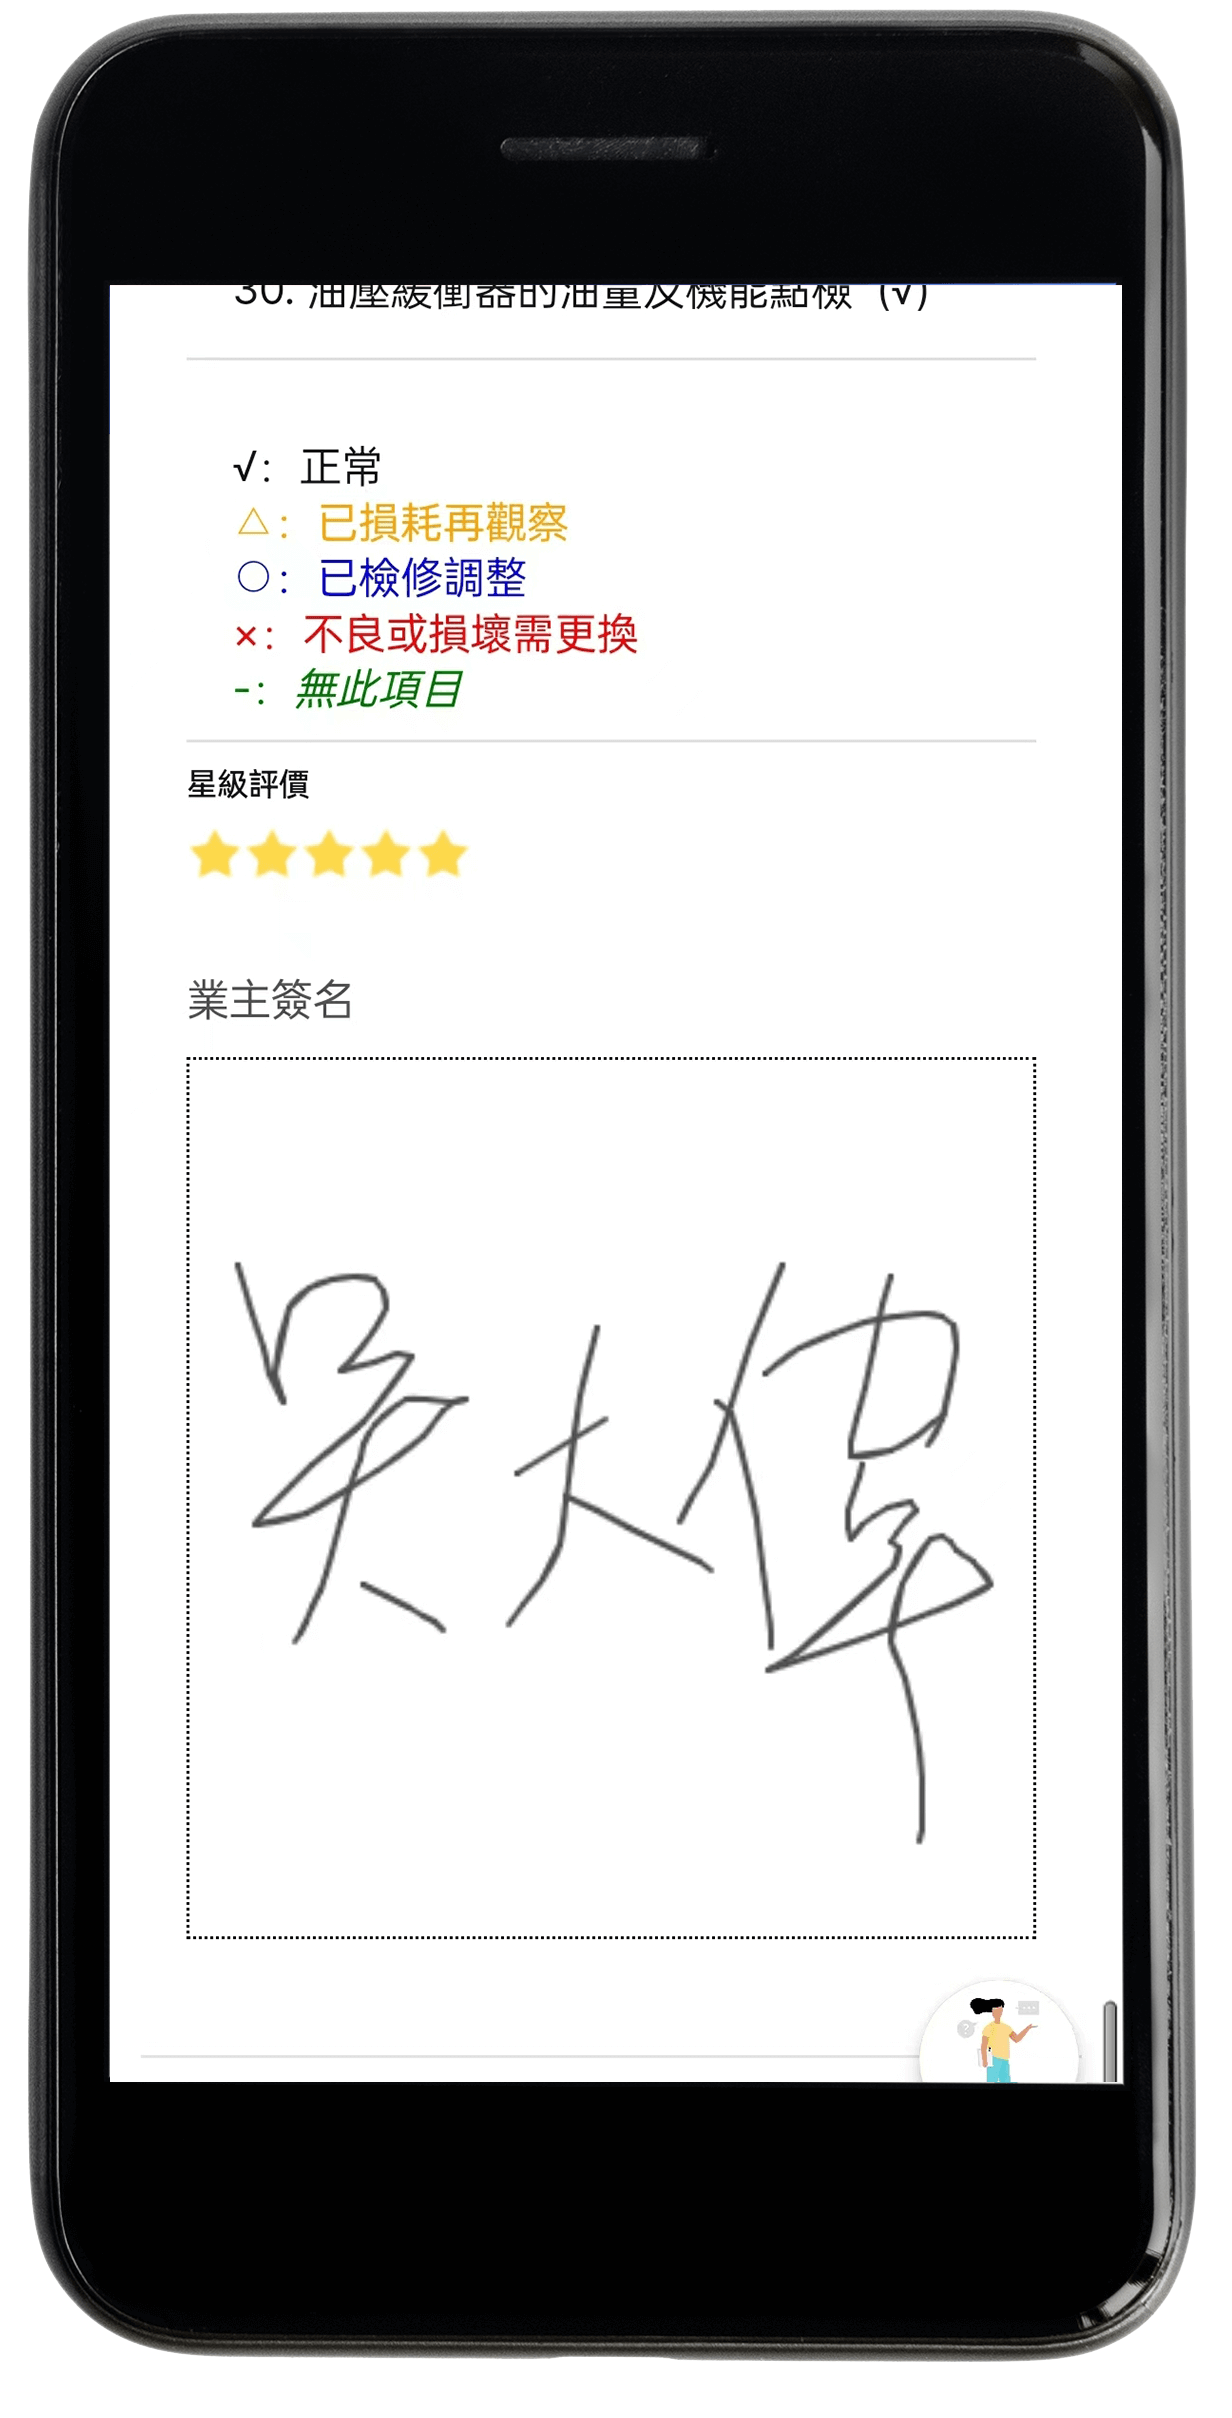 30. 油壓緩衝器的油量及機能點檢 (√)
√: 正常
△: 已損耗再觀察
○: 已檢修調整
×: 不良或損壞需更換
-: 無此項目
星級評價
業主簽名
吳大偉